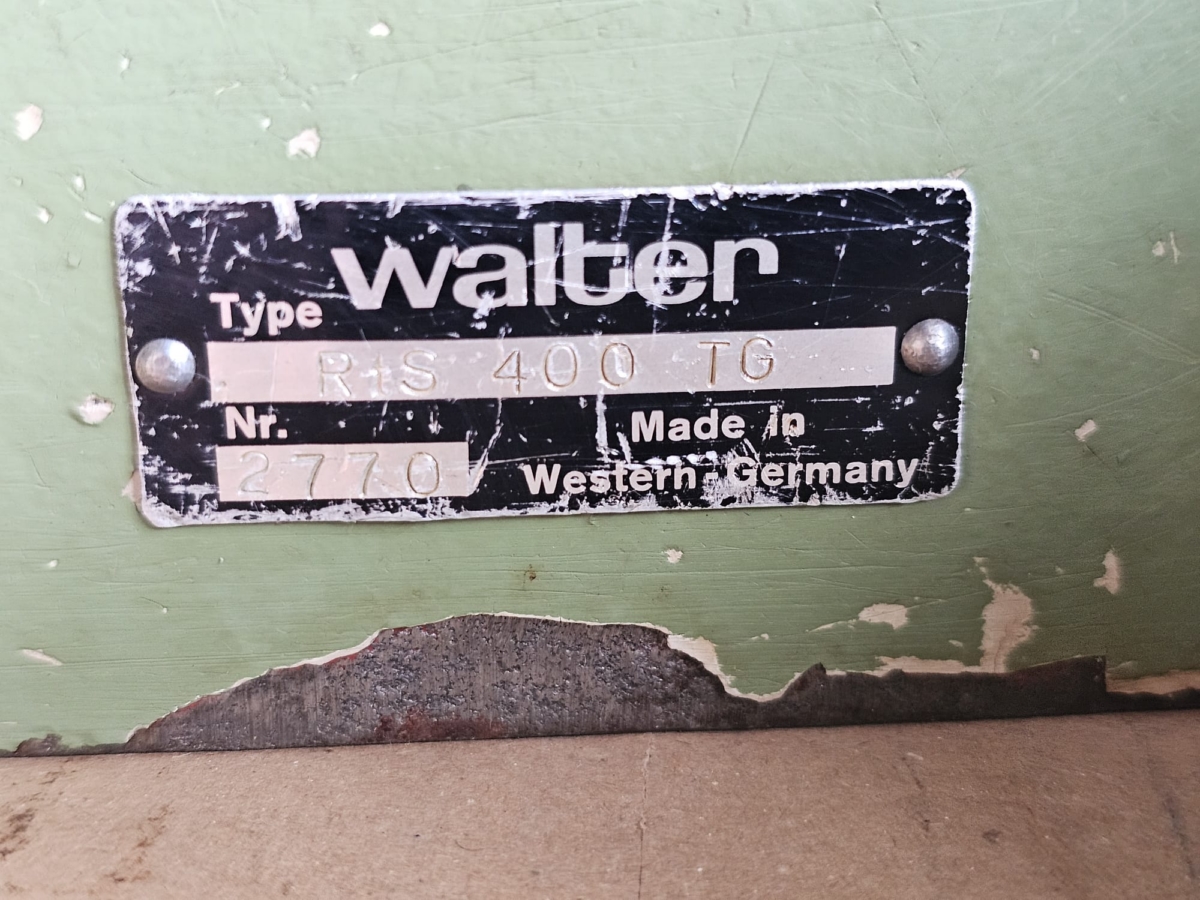 walter
Type
RtS 400 TG
Nr.
2770
Made in
Western-Germany